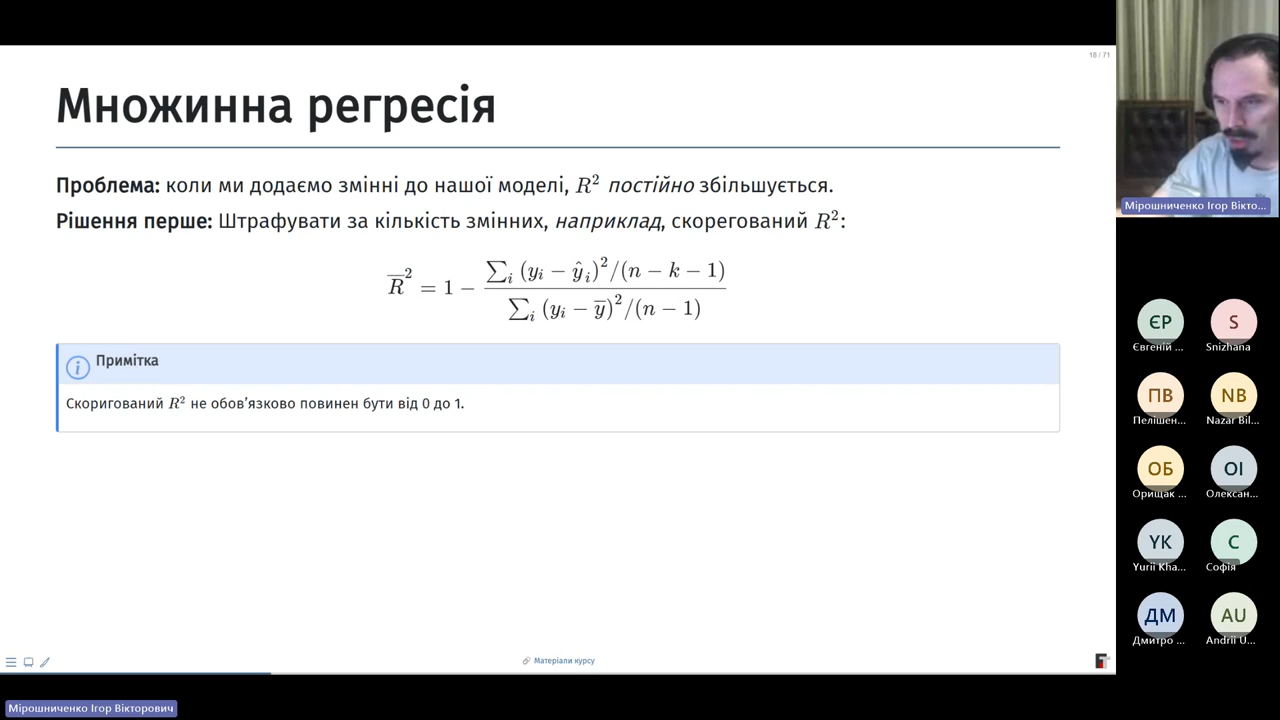 18 / 71
Множинна регресія
Проблема: коли ми додаємо змінні до нашої моделі, R² постійно збільшується.
Рішення перше: Штрафувати за кількість змінних, наприклад, скорегований R²:
R̅² = 1 − ∑ᵢ (yᵢ − ŷᵢ)²/(n − k − 1) / ∑ᵢ (yᵢ − y̅)²/(n − 1)
Примітка
Скоригований R² не обов’язково повинен бути від 0 до 1.
Матеріали курсу
Мірошниченко Ігор Вікторович
Мірошниченко Ігор Вікто...
ЄР
Євгеній ...
S
Snizhana
ПВ
Пелішен...
NB
Nazar Bil...
ОБ
Орищак ...
ОІ
Олексан...
YK
Yurii Kha...
С
Софія
ДМ
Дмитро ...
AU
Andrii U...